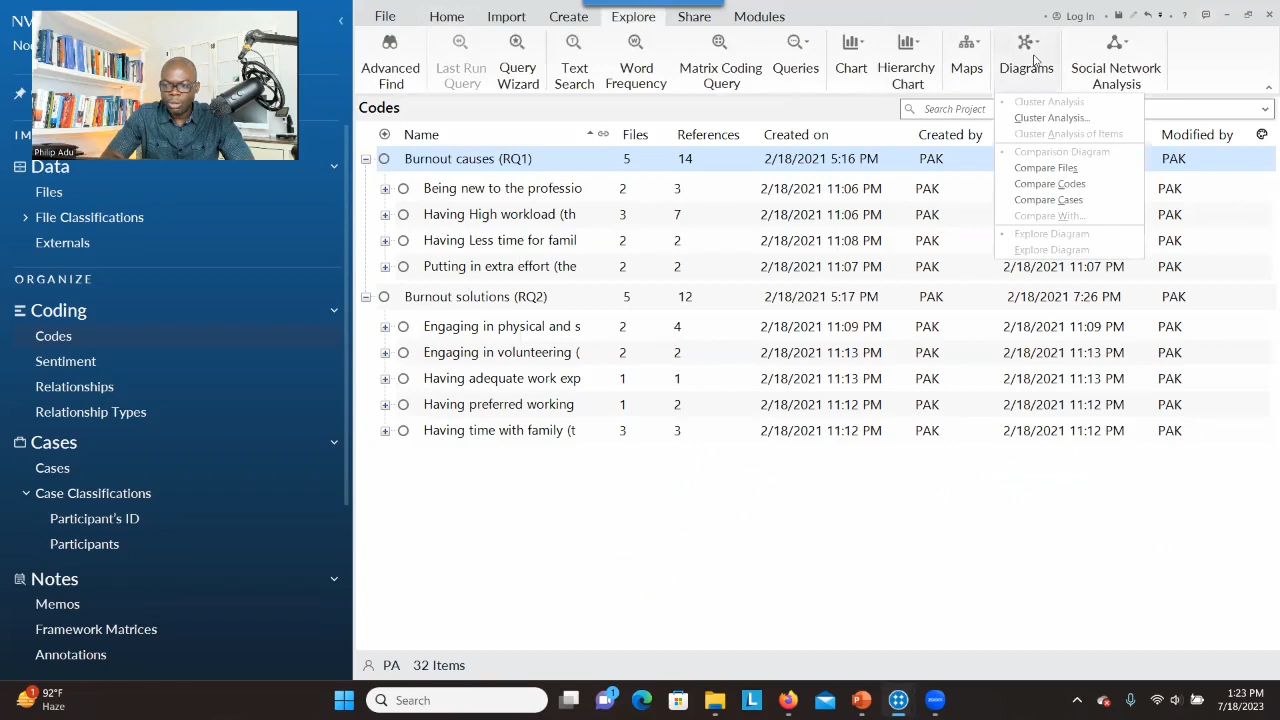 NV
File Home Import Create Explore Share Modules
Log In
Advanced Find
Last Run Query
Query Wizard
Text Search
Word Frequency
Matrix Coding Query
Queries
Chart
Hierarchy Chart
Maps
Diagrams
Social Network Analysis
Philip Adu
IM
Data
Files
File Classifications
Externals
ORGANIZE
Coding
Codes
Sentiment
Relationships
Relationship Types
Cases
Cases
Case Classifications
Participant's ID
Participants
Notes
Memos
Framework Matrices
Annotations
Codes
Search Project
Name Files References Created on Created by Modified by
Burnout causes (RQ1) 5 14 2/18/2021 5:16 PM PAK PAK
Being new to the professio 2 3 2/18/2021 11:06 PM PAK PAK
Having High workload (th 3 7 2/18/2021 11:06 PM PAK PAK
Having Less time for famil 2 2 2/18/2021 11:08 PM PAK PAK
Putting in extra effort (the 2 2 2/18/2021 11:07 PM PAK 2/18/2021 11:07 PM PAK
Burnout solutions (RQ2) 5 12 2/18/2021 5:17 PM PAK 2/18/2021 7:26 PM PAK
Engaging in physical and s 2 4 2/18/2021 11:09 PM PAK 2/18/2021 11:09 PM PAK
Engaging in volunteering ( 2 2 2/18/2021 11:13 PM PAK 2/18/2021 11:13 PM PAK
Having adequate work exp 1 1 2/18/2021 11:13 PM PAK 2/18/2021 11:13 PM PAK
Having preferred working 1 2 2/18/2021 11:12 PM PAK 2/18/2021 11:12 PM PAK
Having time with family (t 3 3 2/18/2021 11:12 PM PAK 2/18/2021 11:12 PM PAK
Cluster Analysis
Cluster Analysis...
Cluster Analysis of Items
Comparison Diagram
Compare Files
Compare Codes
Compare Cases
Compare With...
Explore Diagram
Explore Diagram
PA 32 Items
1
92°F
Haze
Search
1
1:23 PM
7/18/2023